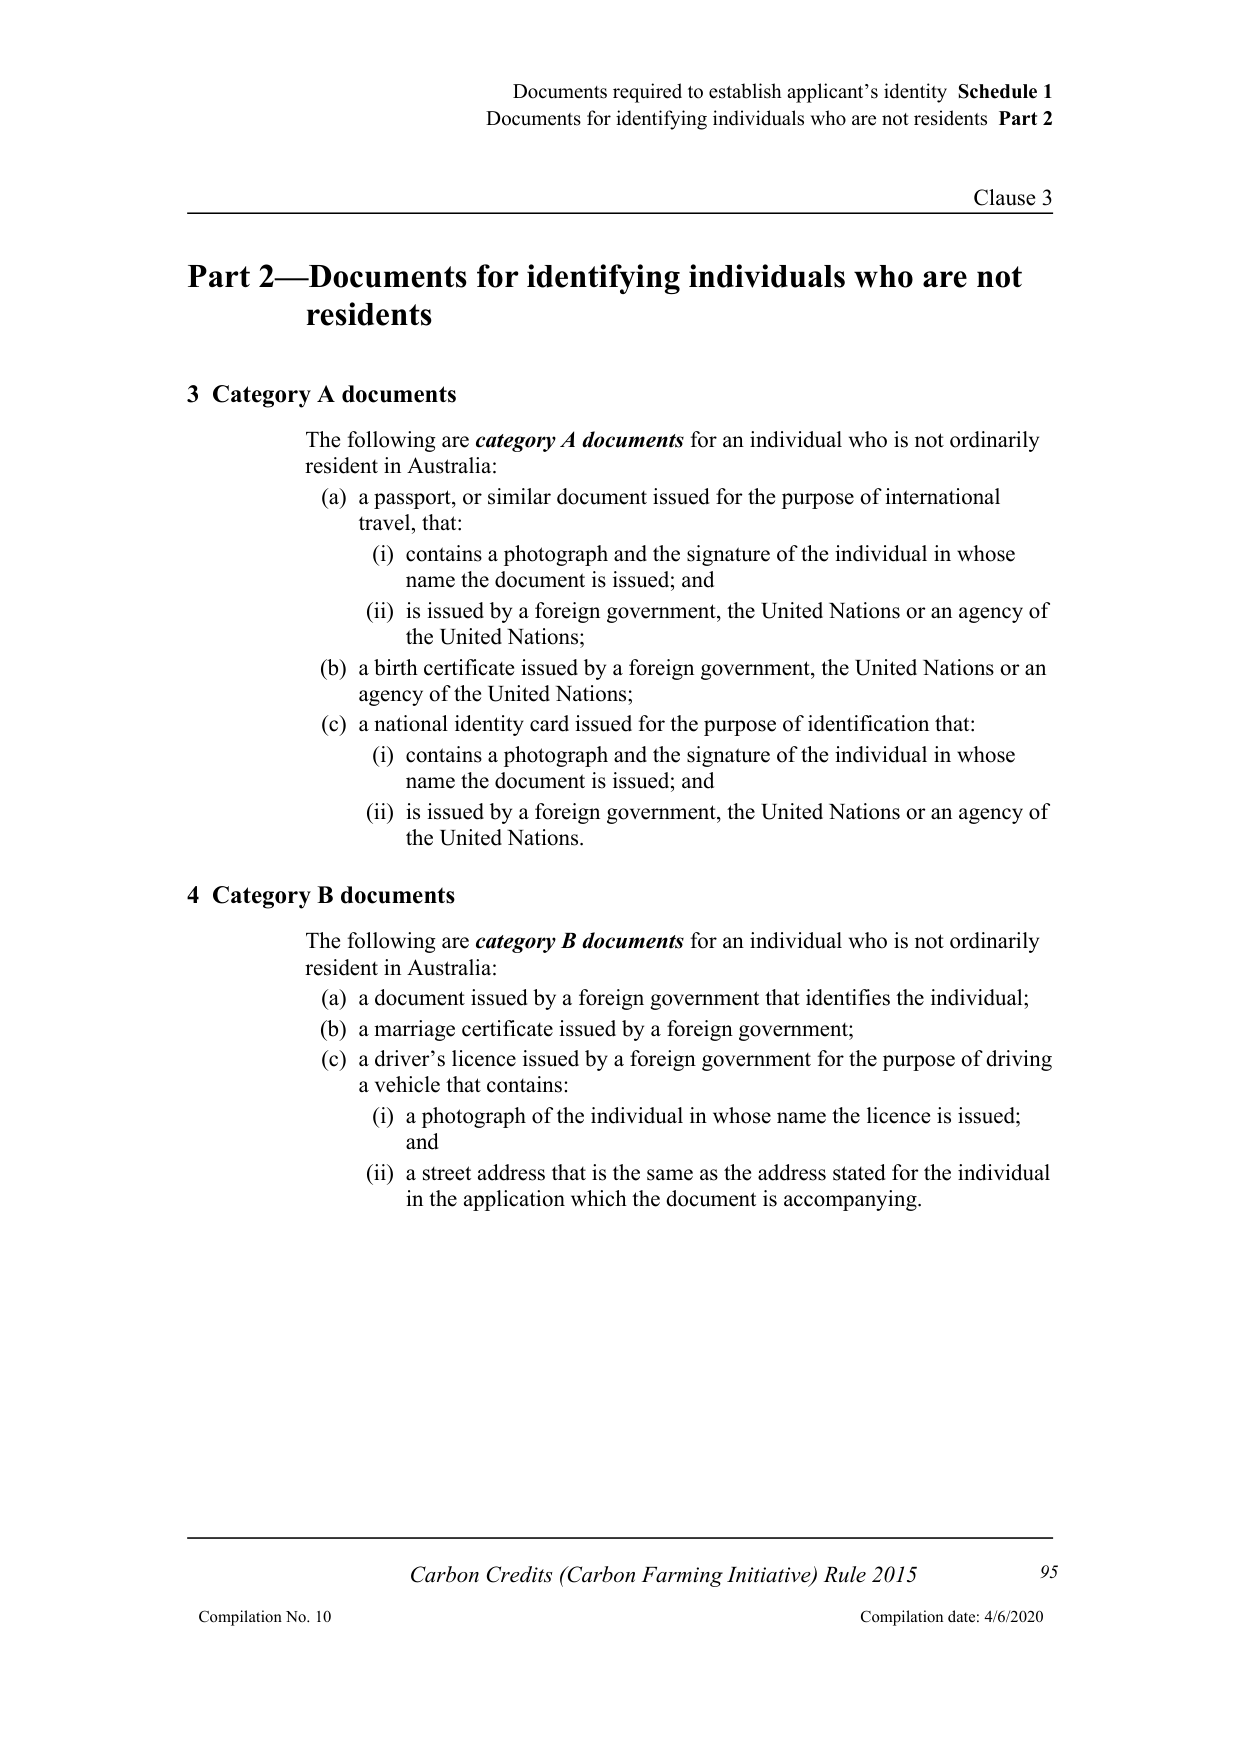 Documents required to establish applicant’s identity Schedule 1
Documents for identifying individuals who are not residents Part 2
Clause 3
Part 2—Documents for identifying individuals who are not
residents
3 Category A documents
The following are category A documents for an individual who is not ordinarily
resident in Australia:
(a) a passport, or similar document issued for the purpose of international
travel, that:
(i) contains a photograph and the signature of the individual in whose
name the document is issued; and
(ii) is issued by a foreign government, the United Nations or an agency of
the United Nations;
(b) a birth certificate issued by a foreign government, the United Nations or an
agency of the United Nations;
(c) a national identity card issued for the purpose of identification that:
(i) contains a photograph and the signature of the individual in whose
name the document is issued; and
(ii) is issued by a foreign government, the United Nations or an agency of
the United Nations.
4 Category B documents
The following are category B documents for an individual who is not ordinarily
resident in Australia:
(a) a document issued by a foreign government that identifies the individual;
(b) a marriage certificate issued by a foreign government;
(c) a driver’s licence issued by a foreign government for the purpose of driving
a vehicle that contains:
(i) a photograph of the individual in whose name the licence is issued;
and
(ii) a street address that is the same as the address stated for the individual
in the application which the document is accompanying.
Carbon Credits (Carbon Farming Initiative) Rule 2015 95
Compilation No. 10 Compilation date: 4/6/2020